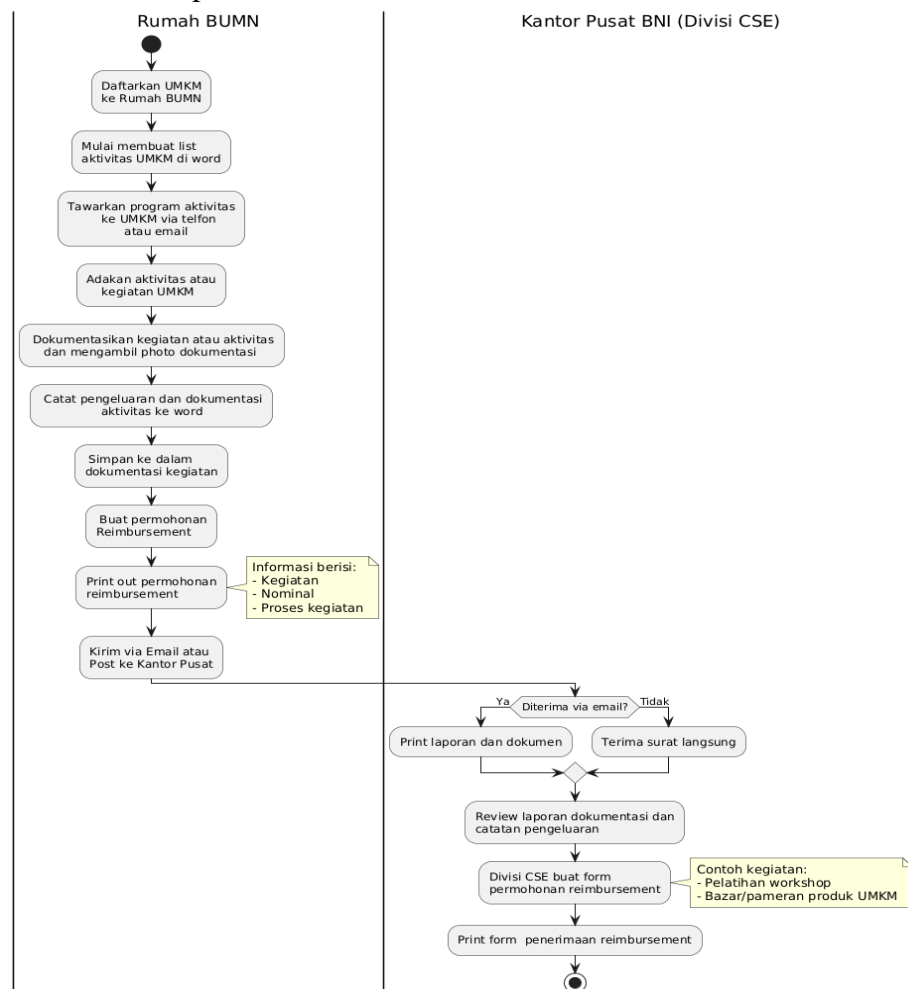 Rumah BUMN
Kantor Pusat BNI (Divisi CSE)
Daftarkan UMKM
ke Rumah BUMN
Mulai membuat list
aktivitas UMKM di word
Tawarkan program aktivitas
ke UMKM via telfon
atau email
Adakan aktivitas atau
kegiatan UMKM
Dokumentasikan kegiatan atau aktivitas
dan mengambil photo dokumentasi
Catat pengeluaran dan dokumentasi
aktivitas ke word
Simpan ke dalam
dokumentasi kegiatan
Buat permohonan
Reimbursement
Print out permohonan
reimbursement
Informasi berisi:
- Kegiatan
- Nominal
- Proses kegiatan
Kirim via Email atau
Post ke Kantor Pusat
Ya
Diterima via email?
Tidak
Print laporan dan dokumen
Terima surat langsung
Review laporan dokumentasi dan
catatan pengeluaran
Divisi CSE buat form
permohonan reimbursement
Contoh kegiatan:
- Pelatihan workshop
- Bazar/pameran produk UMKM
Print form penerimaan reimbursement